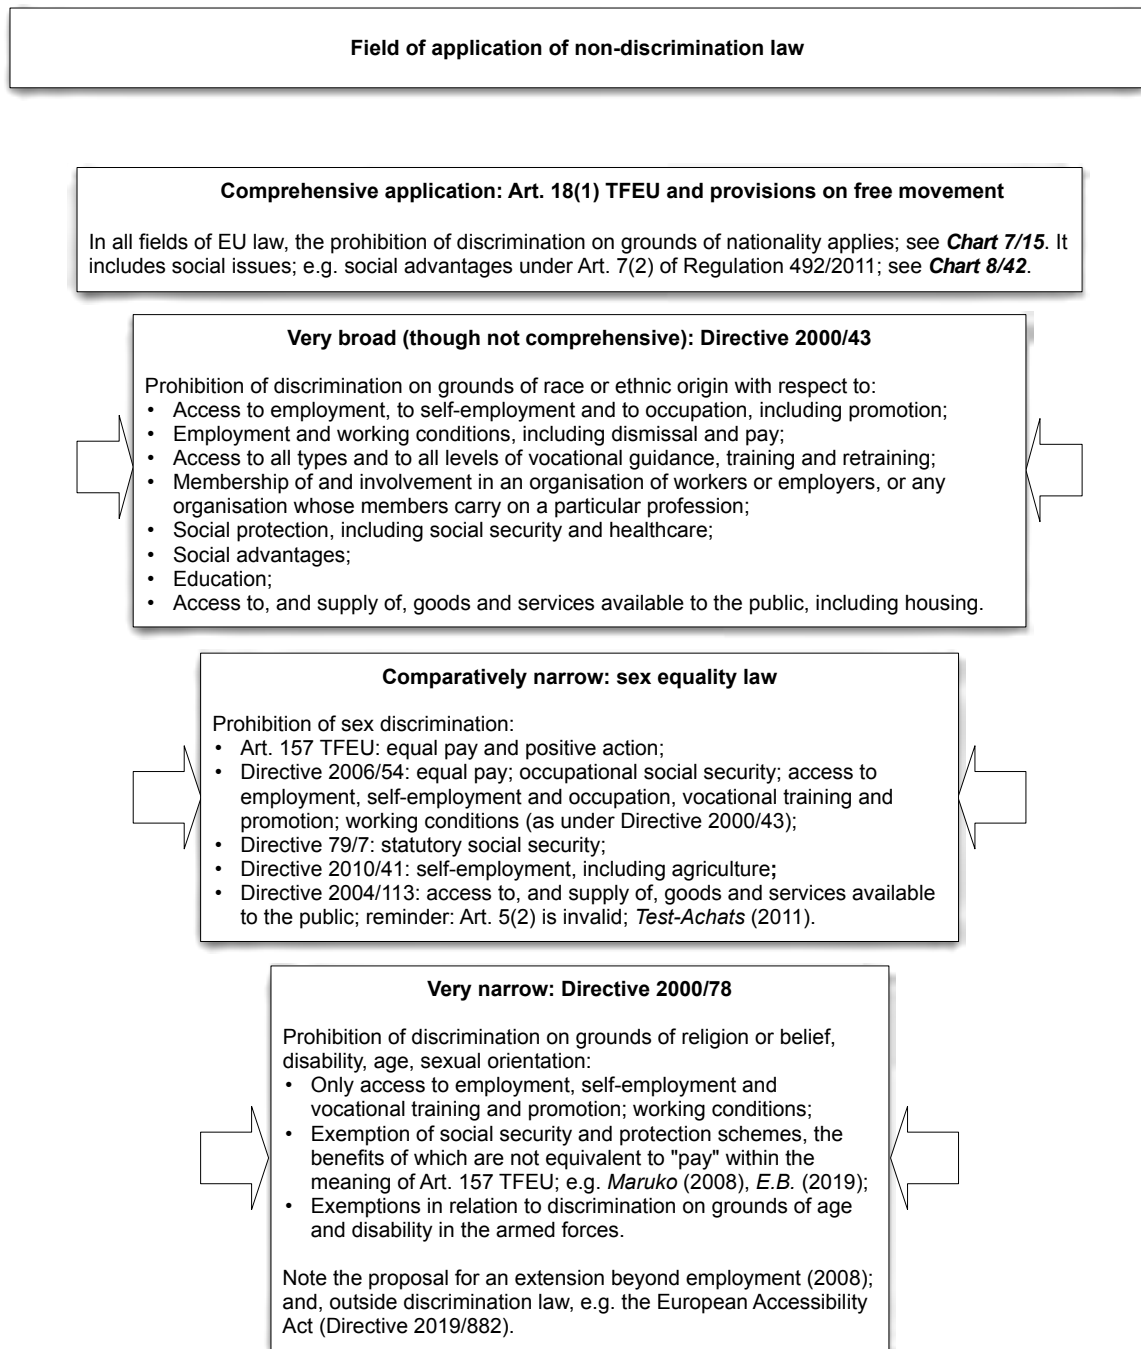 Field of application of non-discrimination law
Comprehensive application: Art. 18(1) TFEU and provisions on free movement
In all fields of EU law, the prohibition of discrimination on grounds of nationality applies; see Chart 7/15. It
includes social issues; e.g. social advantages under Art. 7(2) of Regulation 492/2011; see Chart 8/42.
Very broad (though not comprehensive): Directive 2000/43
Prohibition of discrimination on grounds of race or ethnic origin with respect to:
• Access to employment, to self-employment and to occupation, including promotion;
• Employment and working conditions, including dismissal and pay;
• Access to all types and to all levels of vocational guidance, training and retraining;
• Membership of and involvement in an organisation of workers or employers, or any
organisation whose members carry on a particular profession;
• Social protection, including social security and healthcare;
• Social advantages;
• Education;
• Access to, and supply of, goods and services available to the public, including housing.
Comparatively narrow: sex equality law
Prohibition of sex discrimination:
• Art. 157 TFEU: equal pay and positive action;
• Directive 2006/54: equal pay; occupational social security; access to
employment, self-employment and occupation, vocational training and
promotion; working conditions (as under Directive 2000/43);
• Directive 79/7: statutory social security;
• Directive 2010/41: self-employment, including agriculture;
• Directive 2004/113: access to, and supply of, goods and services available
to the public; reminder: Art. 5(2) is invalid; Test-Achats (2011).
Very narrow: Directive 2000/78
Prohibition of discrimination on grounds of religion or belief,
disability, age, sexual orientation:
• Only access to employment, self-employment and
vocational training and promotion; working conditions;
• Exemption of social security and protection schemes, the
benefits of which are not equivalent to "pay" within the
meaning of Art. 157 TFEU; e.g. Maruko (2008), E.B. (2019);
• Exemptions in relation to discrimination on grounds of age
and disability in the armed forces.
Note the proposal for an extension beyond employment (2008);
and, outside discrimination law, e.g. the European Accessibility
Act (Directive 2019/882).